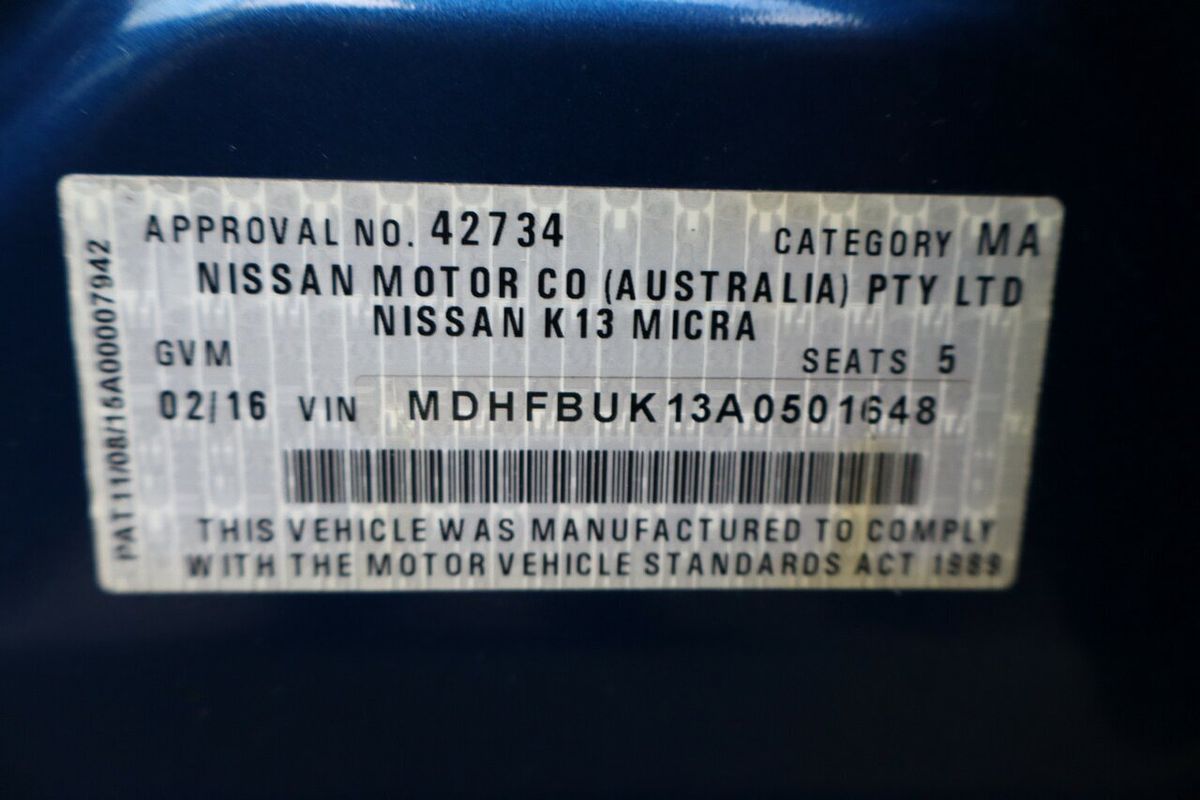 APPROVAL NO. 42734 CATEGORY MA
NISSAN MOTOR CO (AUSTRALIA) PTY LTD
NISSAN K13 MICRA
GVM SEATS 5
02/16 VIN MDHFBUK13A0501648
THIS VEHICLE WAS MANUFACTURED TO COMPLY
WITH THE MOTOR VEHICLE STANDARDS ACT 1989
PAT11/08/15A00007942